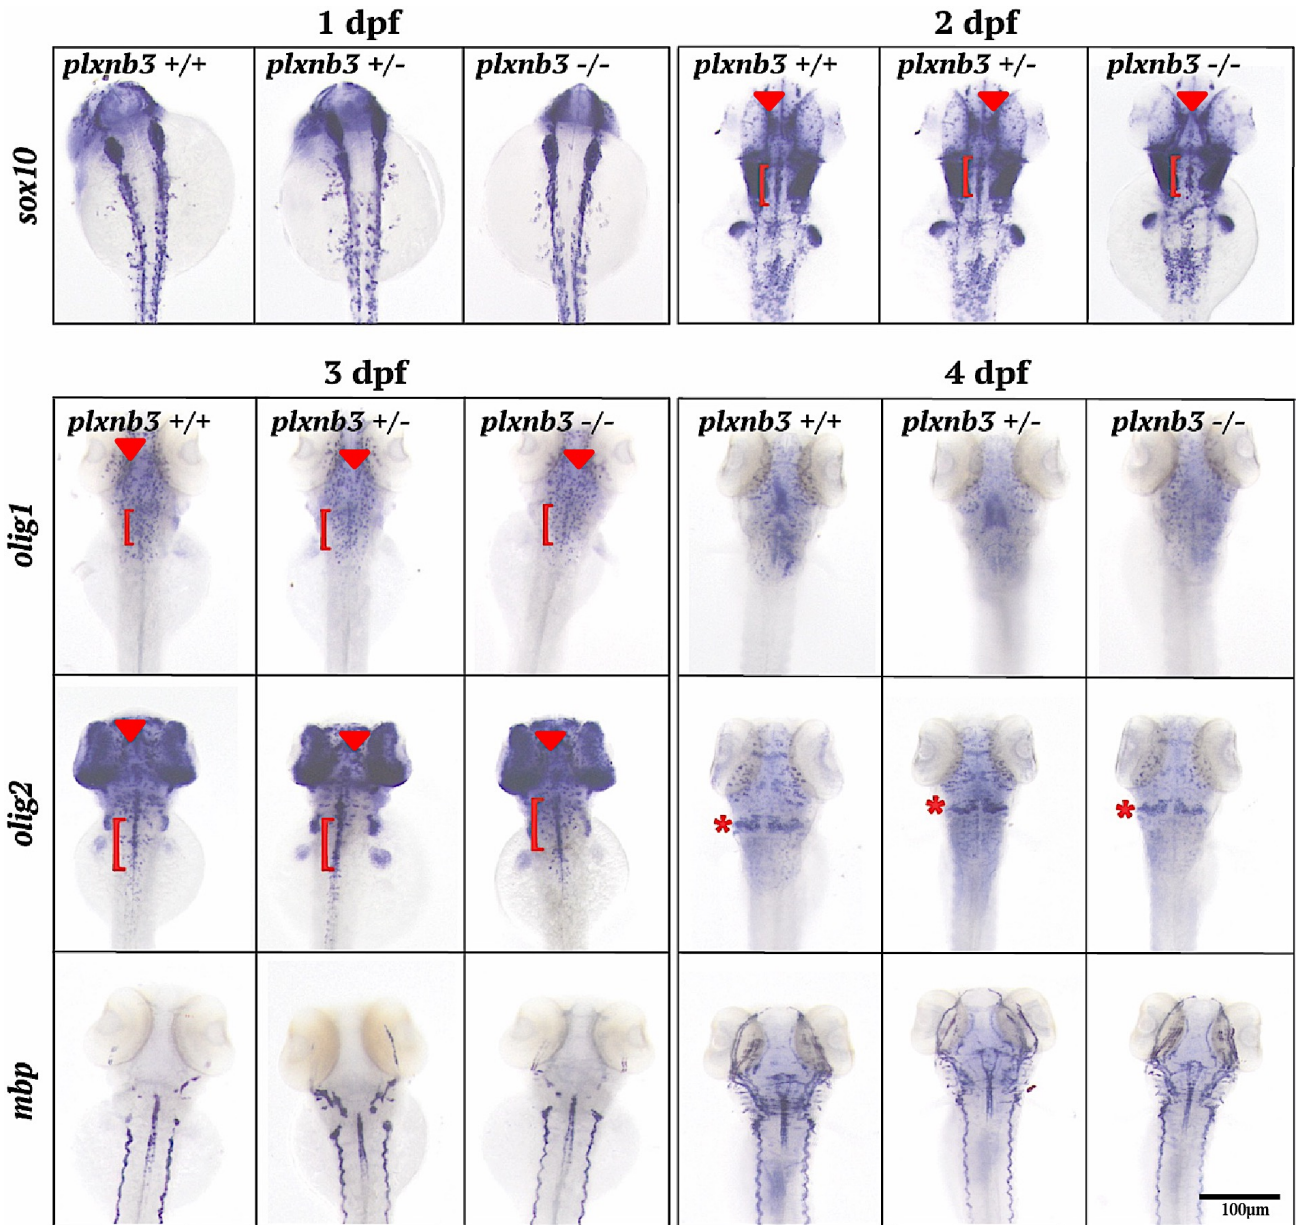 1 dpf
2 dpf
plxnb3 +/+
plxnb3 +/-
plxnb3 -/-
plxnb3 +/+
plxnb3 +/-
plxnb3 -/-
sox10
3 dpf
4 dpf
plxnb3 +/+
plxnb3 +/-
plxnb3 -/-
plxnb3 +/+
plxnb3 +/-
plxnb3 -/-
olig1
olig2
*
*
*
mbp
100μm